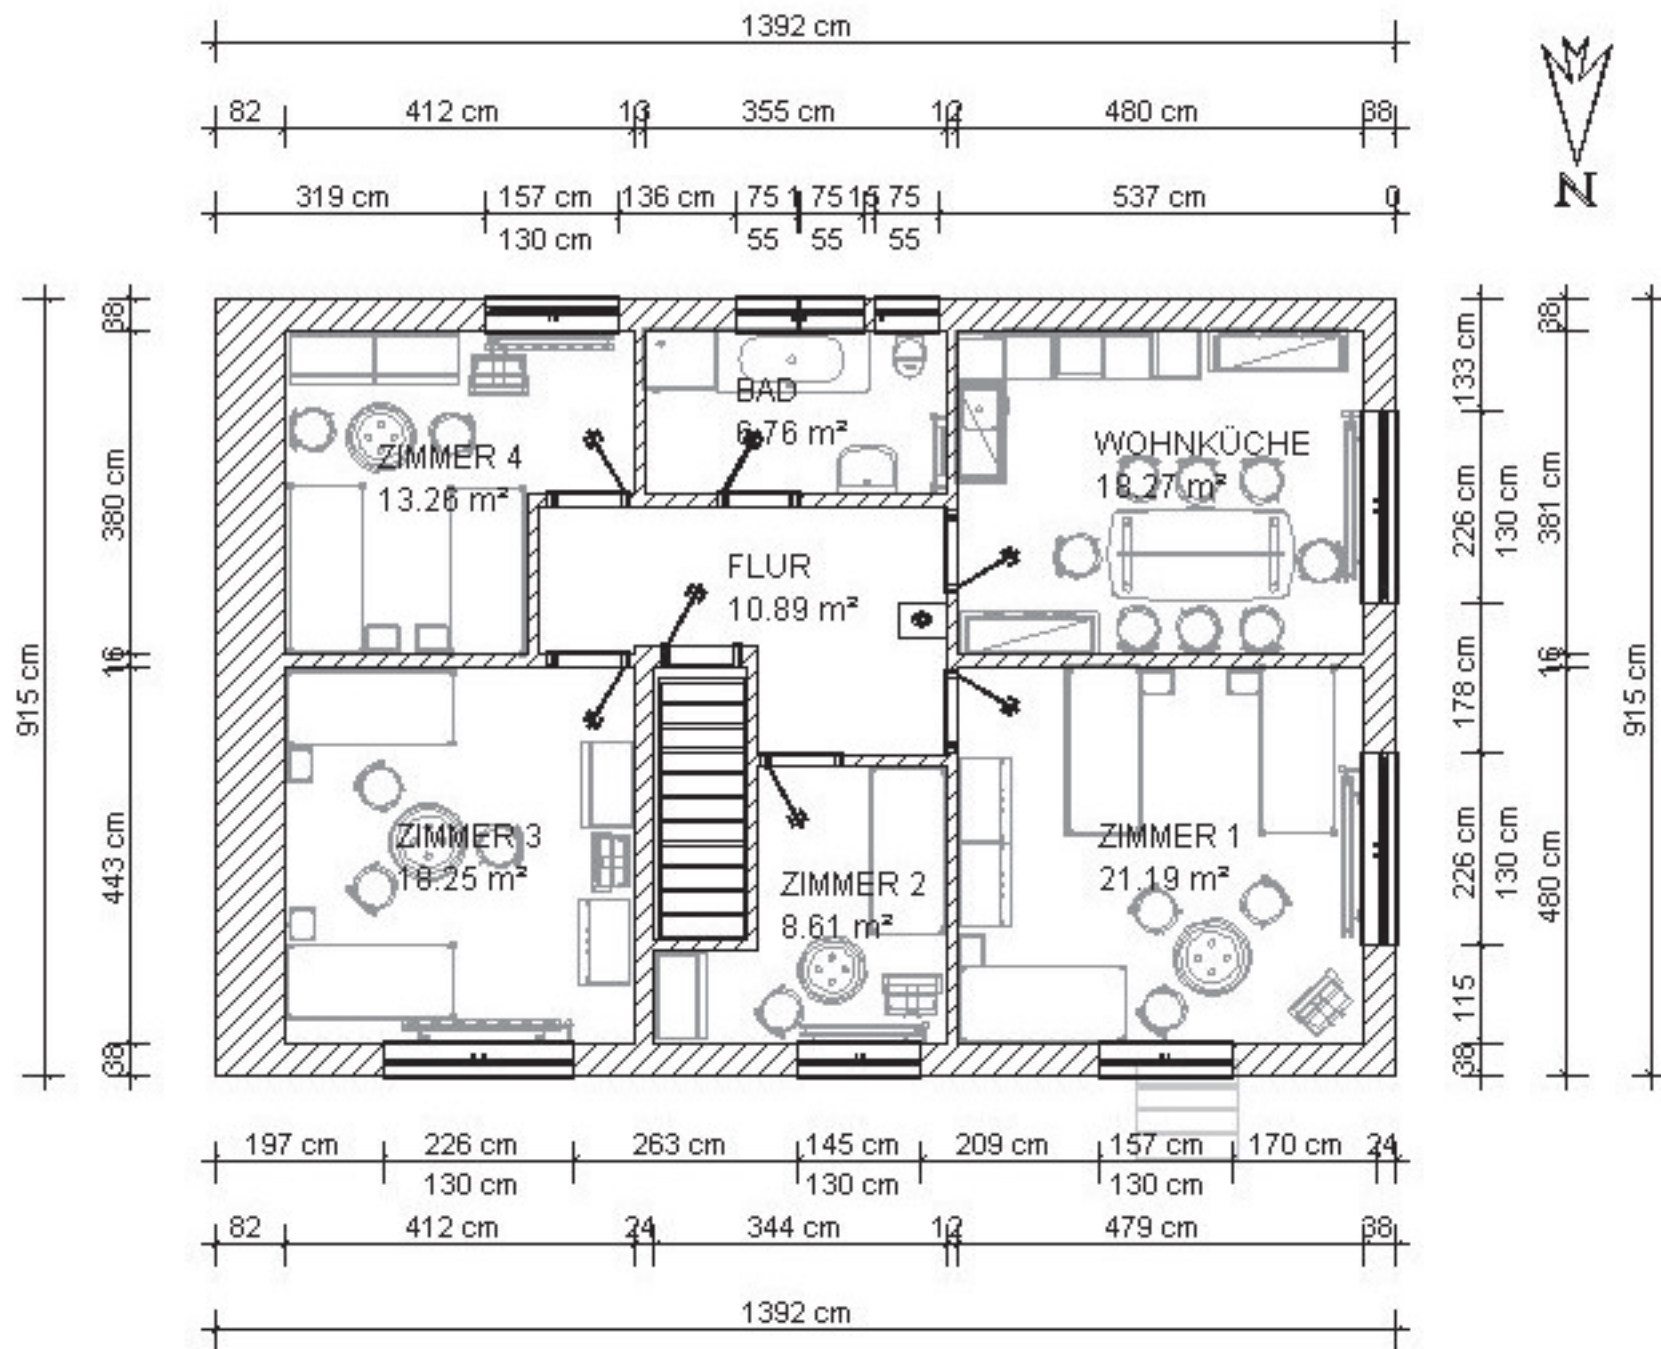 1392 cm
82 412 cm 13 355 cm 12 480 cm 38
319 cm 157 cm 136 cm 75 1 75 15 75 537 cm 0
130 cm 55 55 55
N
38 380 cm 16 443 cm 38
915 cm
ZIMMER 4
13.26 m²
BAD
6.76 m²
WOHNKÜCHE
18.27 m²
FLUR
10.89 m²
ZIMMER 3
18.25 m²
ZIMMER 2
8.61 m²
ZIMMER 1
21.19 m²
133 cm 226 cm 178 cm 226 cm 115 38
130 cm 130 cm
38 381 cm 16 480 cm
915 cm
197 cm 226 cm 263 cm 145 cm 209 cm 157 cm 170 cm 24
130 cm 130 cm 130 cm
82 412 cm 24 344 cm 12 479 cm 38
1392 cm